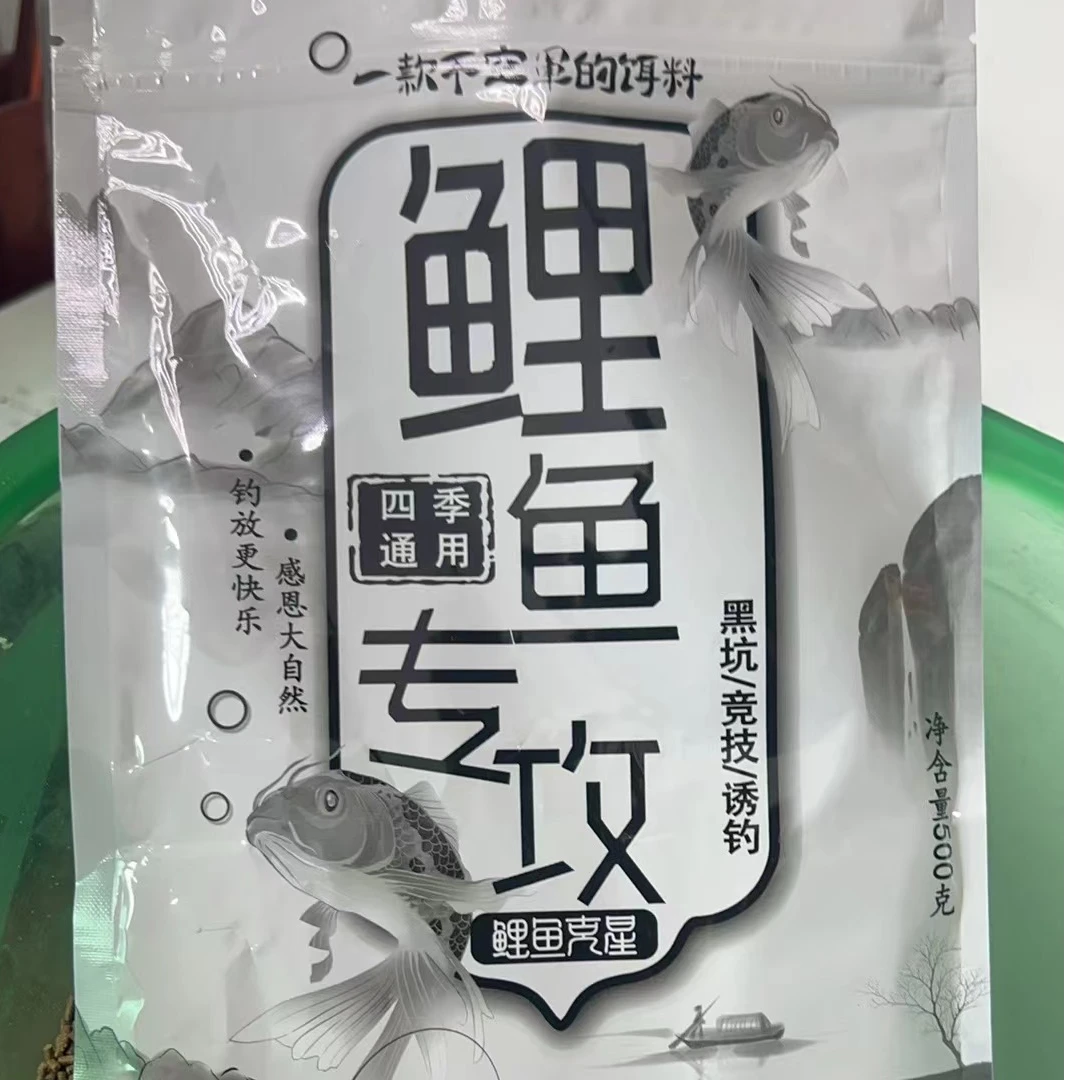 一款不空军的饵料
鲤鱼专攻
四季
通用
钓放更快乐
感恩大自然
黑坑/竞技/诱钓
净含量500克
鲤鱼克星